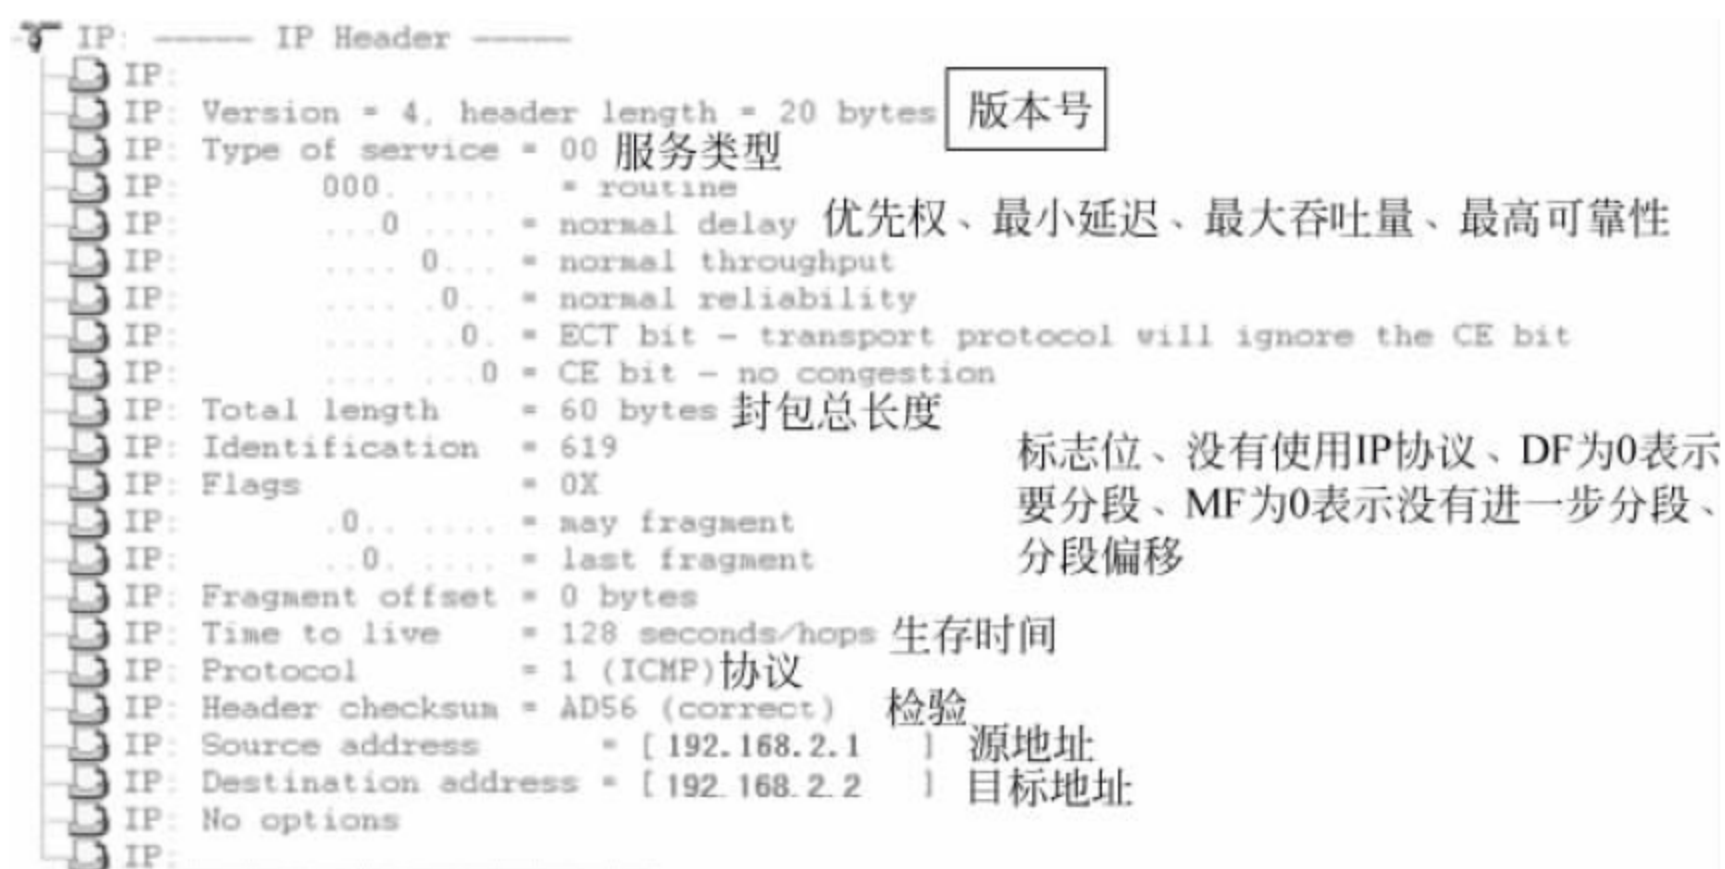 IP: ----- IP Header -----
IP:
IP: Version = 4, header length = 20 bytes 版本号
IP: Type of service = 00 服务类型
IP: 000. .... = routine
IP: ...0 .... = normal delay 优先权、最小延迟、最大吞吐量、最高可靠性
IP: .... 0... = normal throughput
IP: .... .0.. = normal reliability
IP: .... ..0. = ECT bit – transport protocol will ignore the CE bit
IP: .... ...0 = CE bit – no congestion
IP: Total length = 60 bytes 封包总长度
IP: Identification = 619
IP: Flags = 0X
标志位、没有使用IP协议、DF为0表示
要分段、MF为0表示没有进一步分段、
分段偏移
IP: .0.. .... = may fragment
IP: ..0. .... = last fragment
IP: Fragment offset = 0 bytes
IP: Time to live = 128 seconds/hops 生存时间
IP: Protocol = 1 (ICMP) 协议
IP: Header checksum = AD56 (correct) 检验
IP: Source address = [192.168.2.1 ] 源地址
IP: Destination address = [192.168.2.2 ] 目标地址
IP: No options
IP: